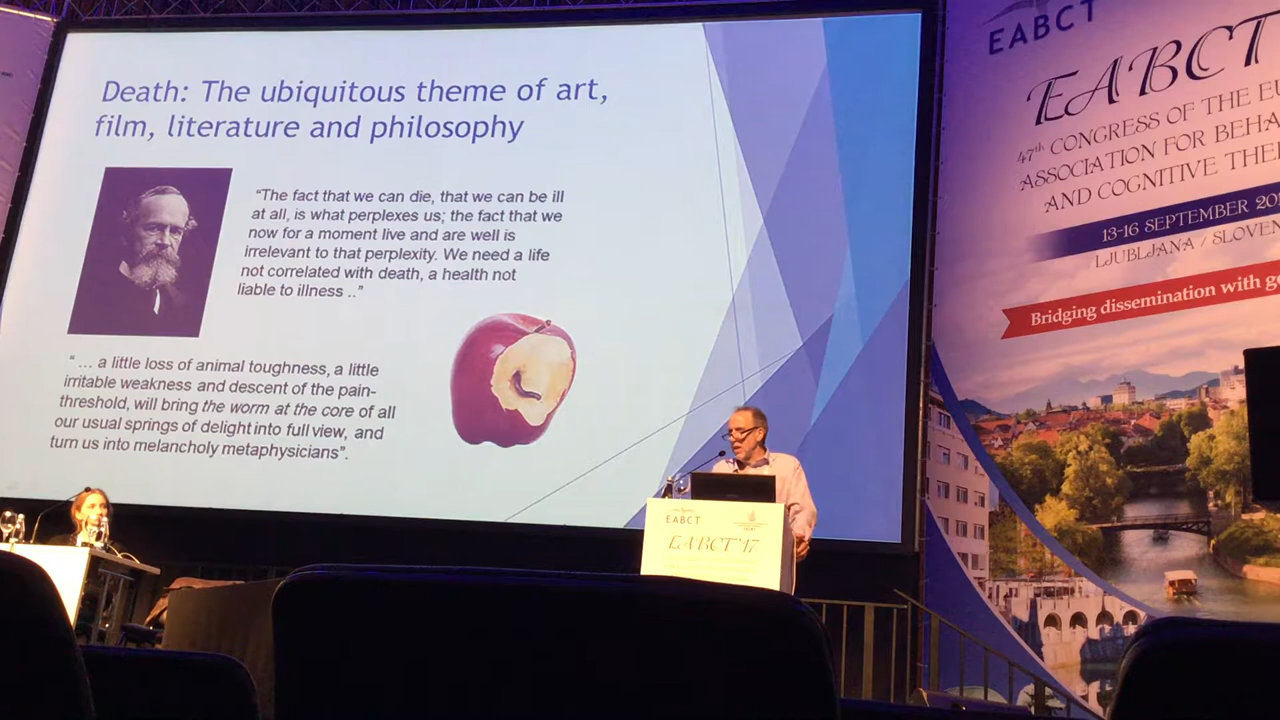 Death: The ubiquitous theme of art,
film, literature and philosophy
“The fact that we can die, that we can be ill
at all, is what perplexes us; the fact that we
now for a moment live and are well is
irrelevant to that perplexity. We need a life
not correlated with death, a health not
liable to illness ..”
“… a little loss of animal toughness, a little
irritable weakness and descent of the pain-
threshold, will bring the worm at the core of all
our usual springs of delight into full view, and
turn us into melancholy metaphysicians”.
EABCT
EABCT'17
EABCT
EABCT
47th CONGRESS OF THE
ASSOCIATION FOR
AND COGNITIVE
13-16 SEPTEMBER
LJUBLJANA /
Bridging dissemination with